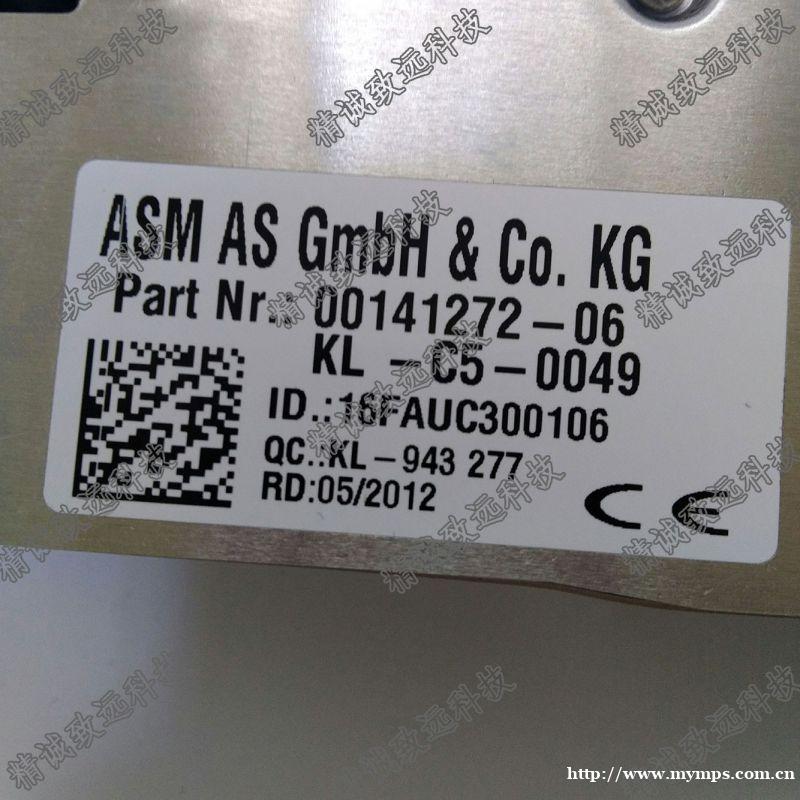 ASM AS GmbH & Co. KG
Part Nr.: 00141272-06
KL -C5-0049
ID.:16FAUC300106
QC.:KL-943 277
RD:05/2012
CE
精诚致远科技
http://www.mymps.com.cn